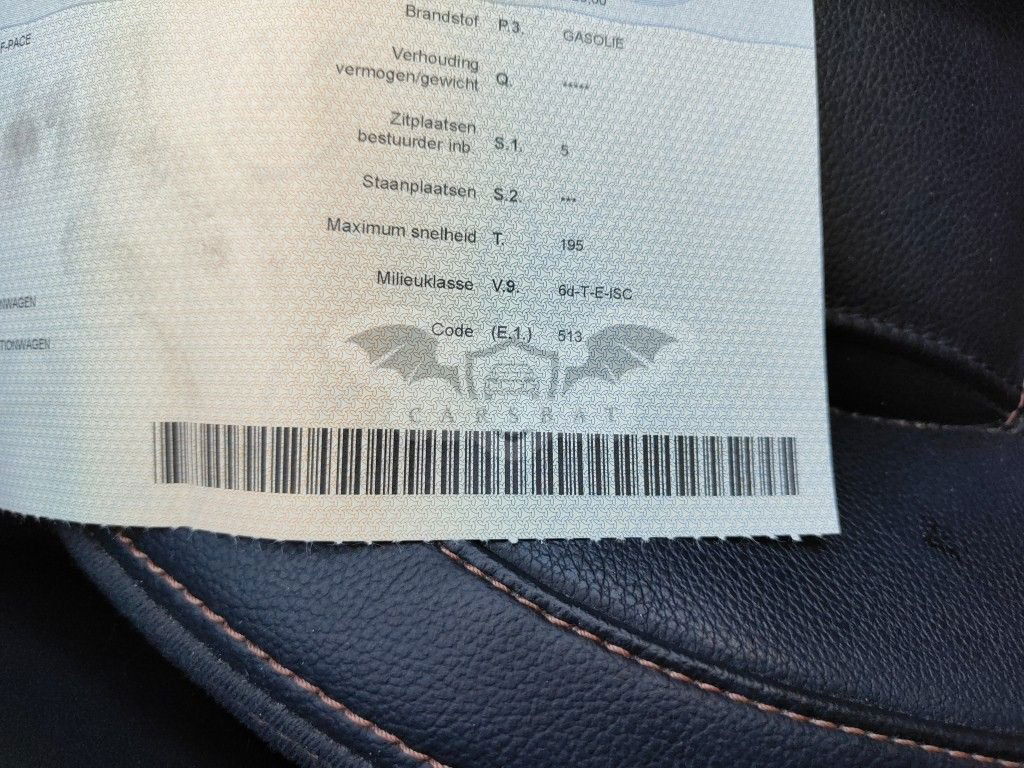 Brandstof P.3. GASOLIE
F-PACE
Verhouding
vermogen/gewicht Q. *****
Zitplaatsen
bestuurder inb. S.1. 5
Staanplaatsen S.2. ***
Maximum snelheid T. 195
Milieuklasse V.9. 6d-T-E-ISC
NWAGEN
Code (E.1.) 513
TIONWAGEN
CARSBAT